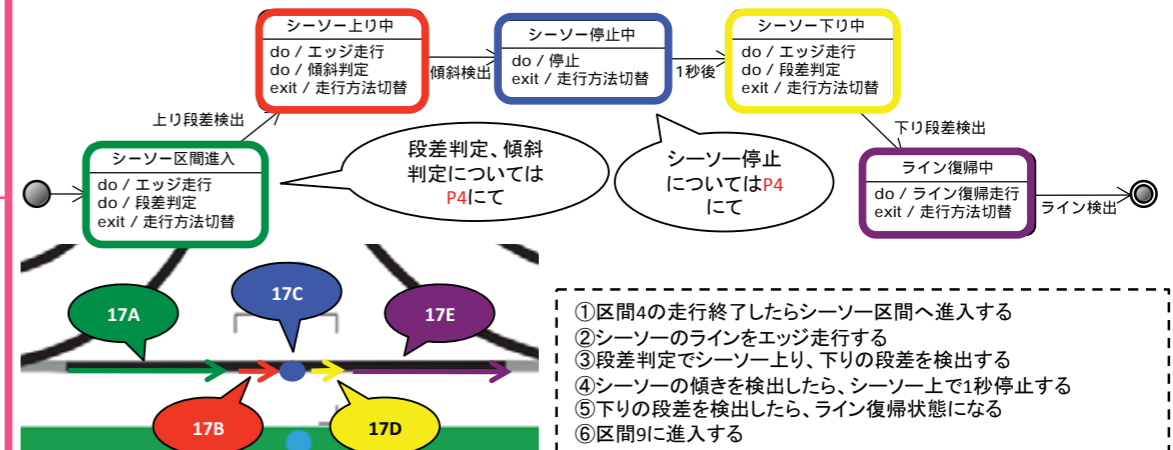 シーソー上り中
do / エッジ走行
do / 傾斜判定
exit / 走行方法切替
傾斜検出
シーソー停止中
do / 停止
exit / 走行方法切替
1秒後
シーソー下り中
do / エッジ走行
do / 段差判定
exit / 走行方法切替
上り段差検出
下り段差検出
シーソー区間進入
do / エッジ走行
do / 段差判定
exit / 走行方法切替
段差判定、傾斜
判定については
P4にて
シーソー停止
についてはP4
にて
ライン復帰中
do / ライン復帰走行
exit / 走行方法切替
ライン検出
17A
17C
17E
17B
17D
①区間4の走行終了したらシーソー区間へ進入する
②シーソーのラインをエッジ走行する
③段差判定でシーソー上り、下りの段差を検出する
④シーソーの傾きを検出したら、シーソー上で1秒停止する
⑤下りの段差を検出したら、ライン復帰状態になる
⑥区間9に進入する